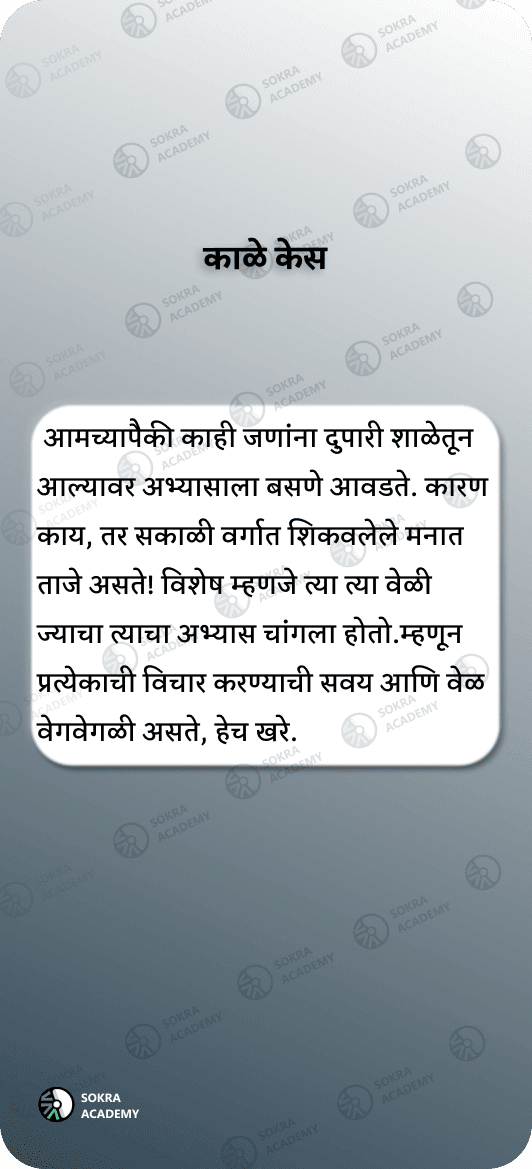 काळे केस
आमच्यापैकी काही जणांना दुपारी शाळेतून
आल्यावर अभ्यासाला बसणे आवडते. कारण
काय, तर सकाळी वर्गात शिकवलेले मनात
ताजे असते! विशेष म्हणजे त्या त्या वेळी
ज्याचा त्याचा अभ्यास चांगला होतो.म्हणून
प्रत्येकाची विचार करण्याची सवय आणि वेळ
वेगवेगळी असते, हेच खरे.
SOKRA
ACADEMY